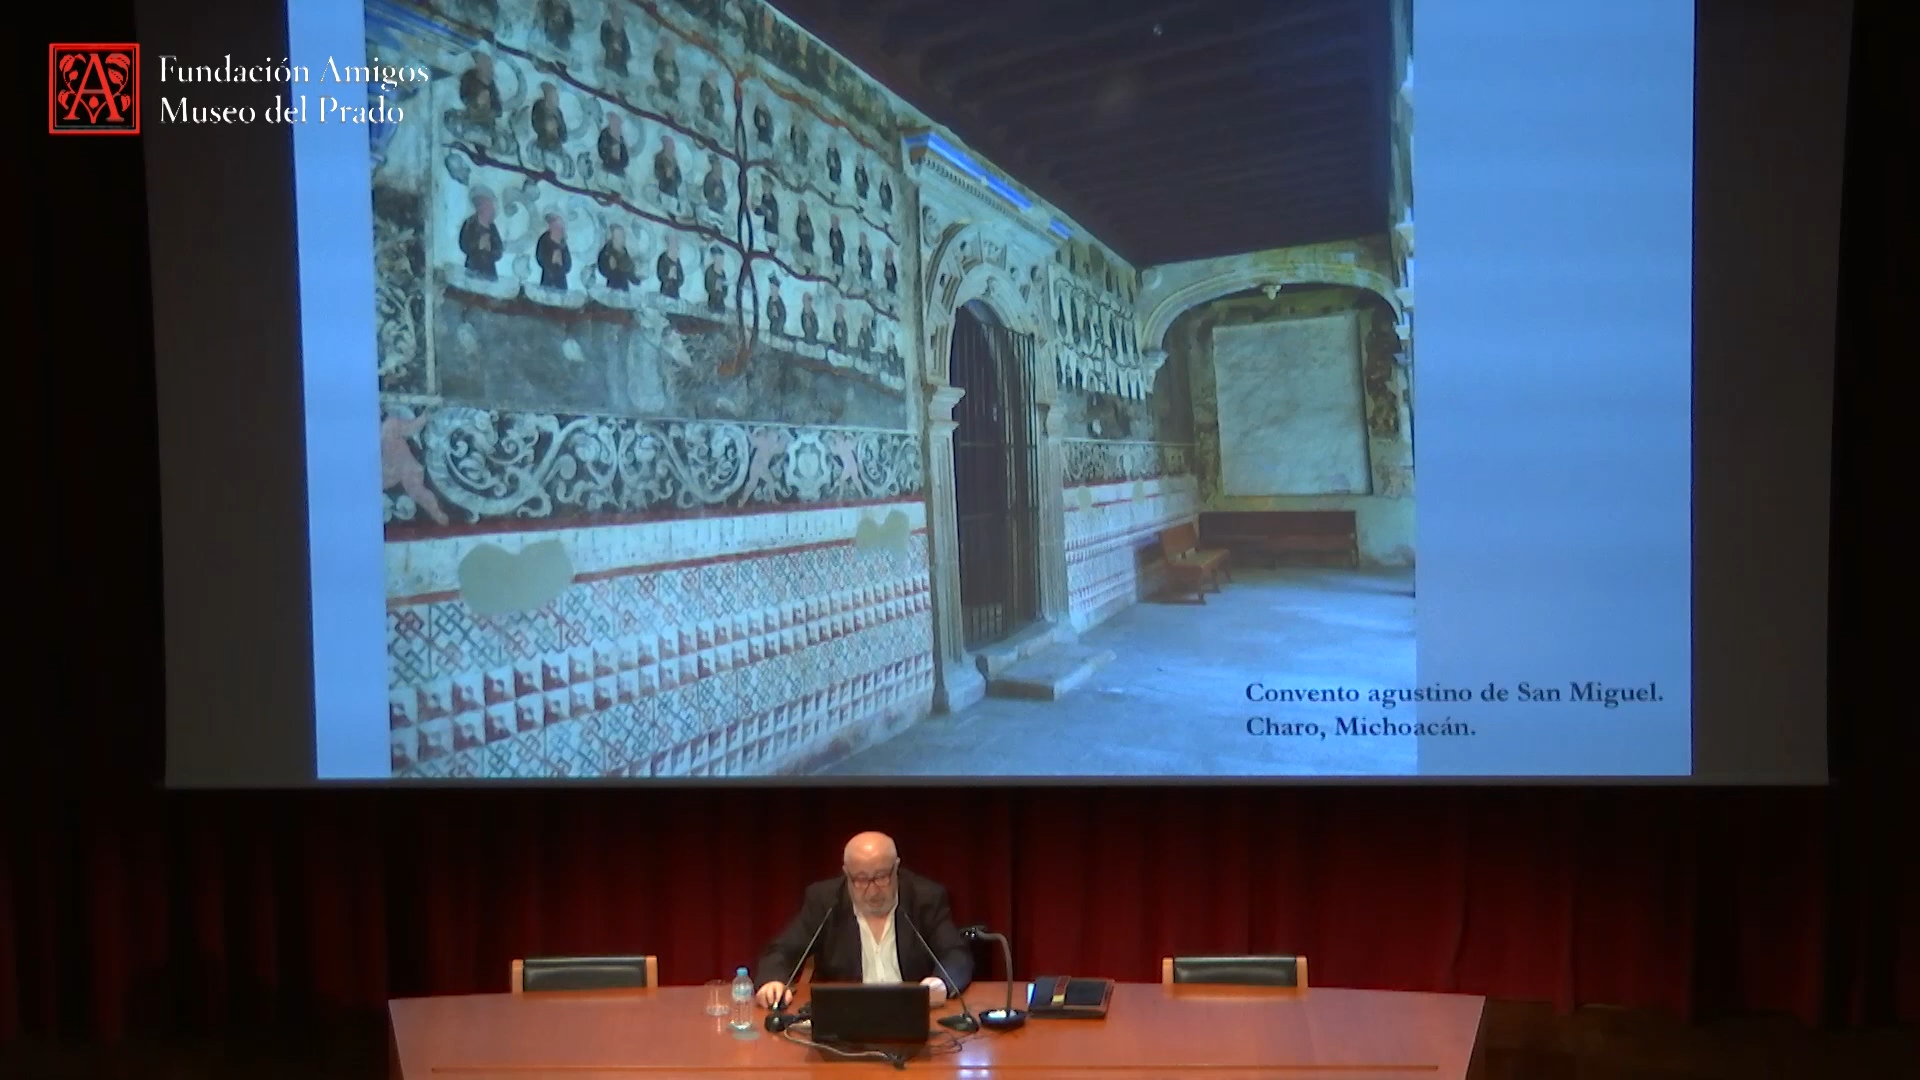 Fundación Amigos
Museo del Prado
Convento agustino de San Miguel.
Charo, Michoacán.